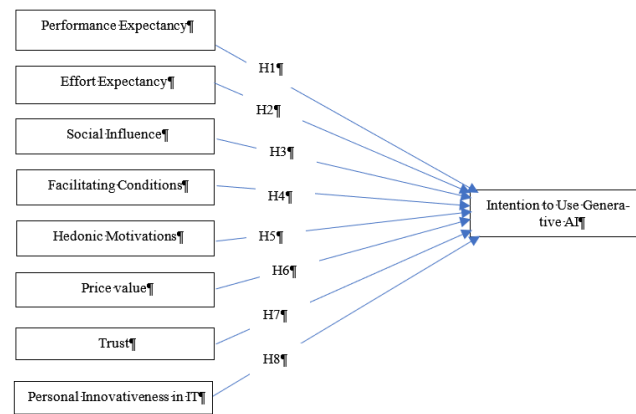 Performance·Expectancy¶
H1¶
Effort·Expectancy¶
H2¶
Social·Influence¶
H3¶
Facilitating·Conditions¶
H4¶
Intention·to·Use·Genera-
tive·AI¶
Hedonic·Motivations¶
H5¶
H6¶
Price·value¶
H7¶
Trust¶
H8¶
Personal·Innovativeness·in·IT¶